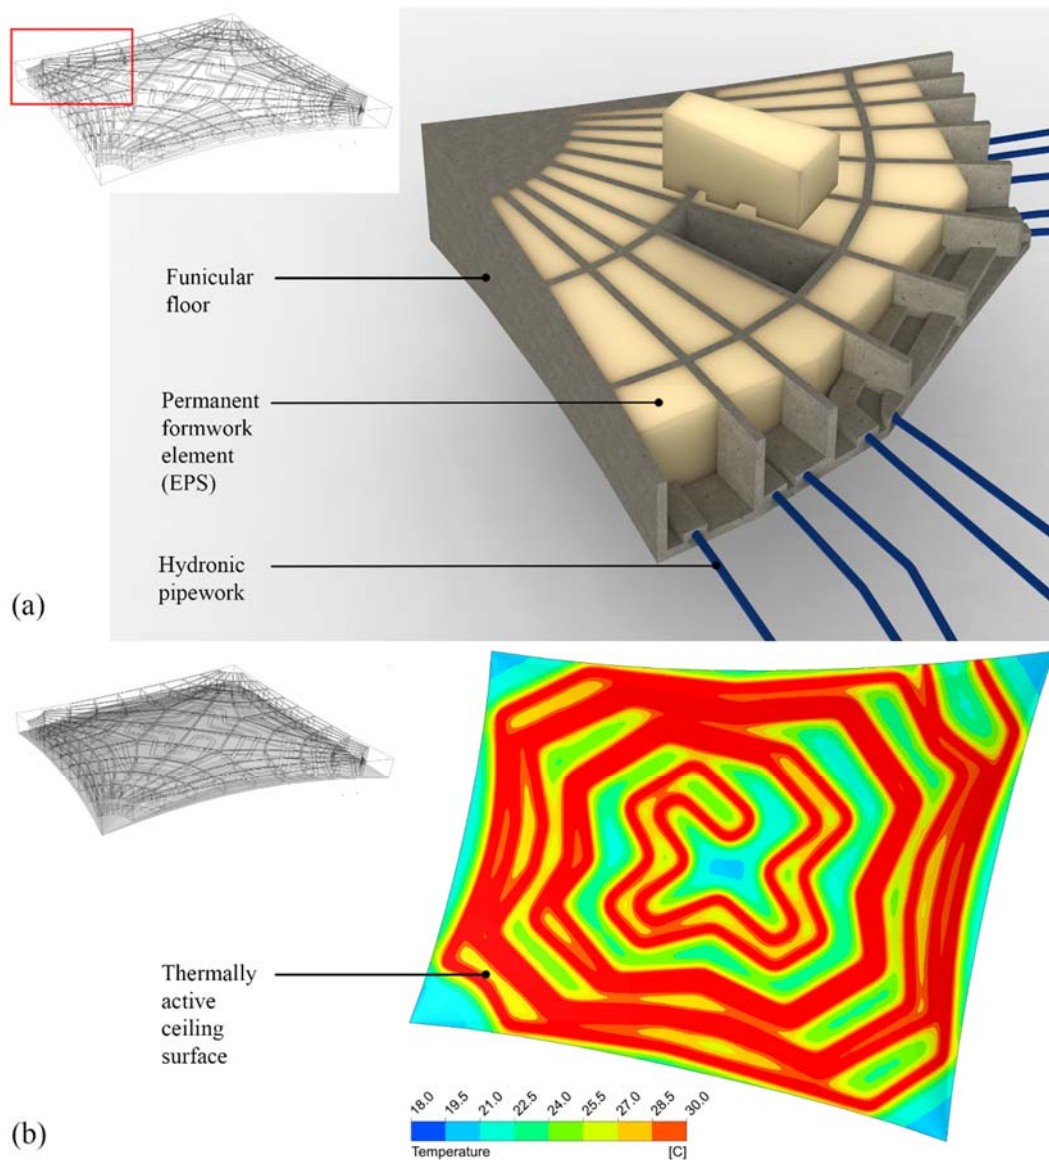 Funicular
floor
Permanent
formwork
element
(EPS)
Hydronic
pipework
(a)
Thermally
active
ceiling
surface
18.0 19.5 21.0 22.5 24.0 25.5 27.0 28.5 30.0
Temperature [C]
(b)